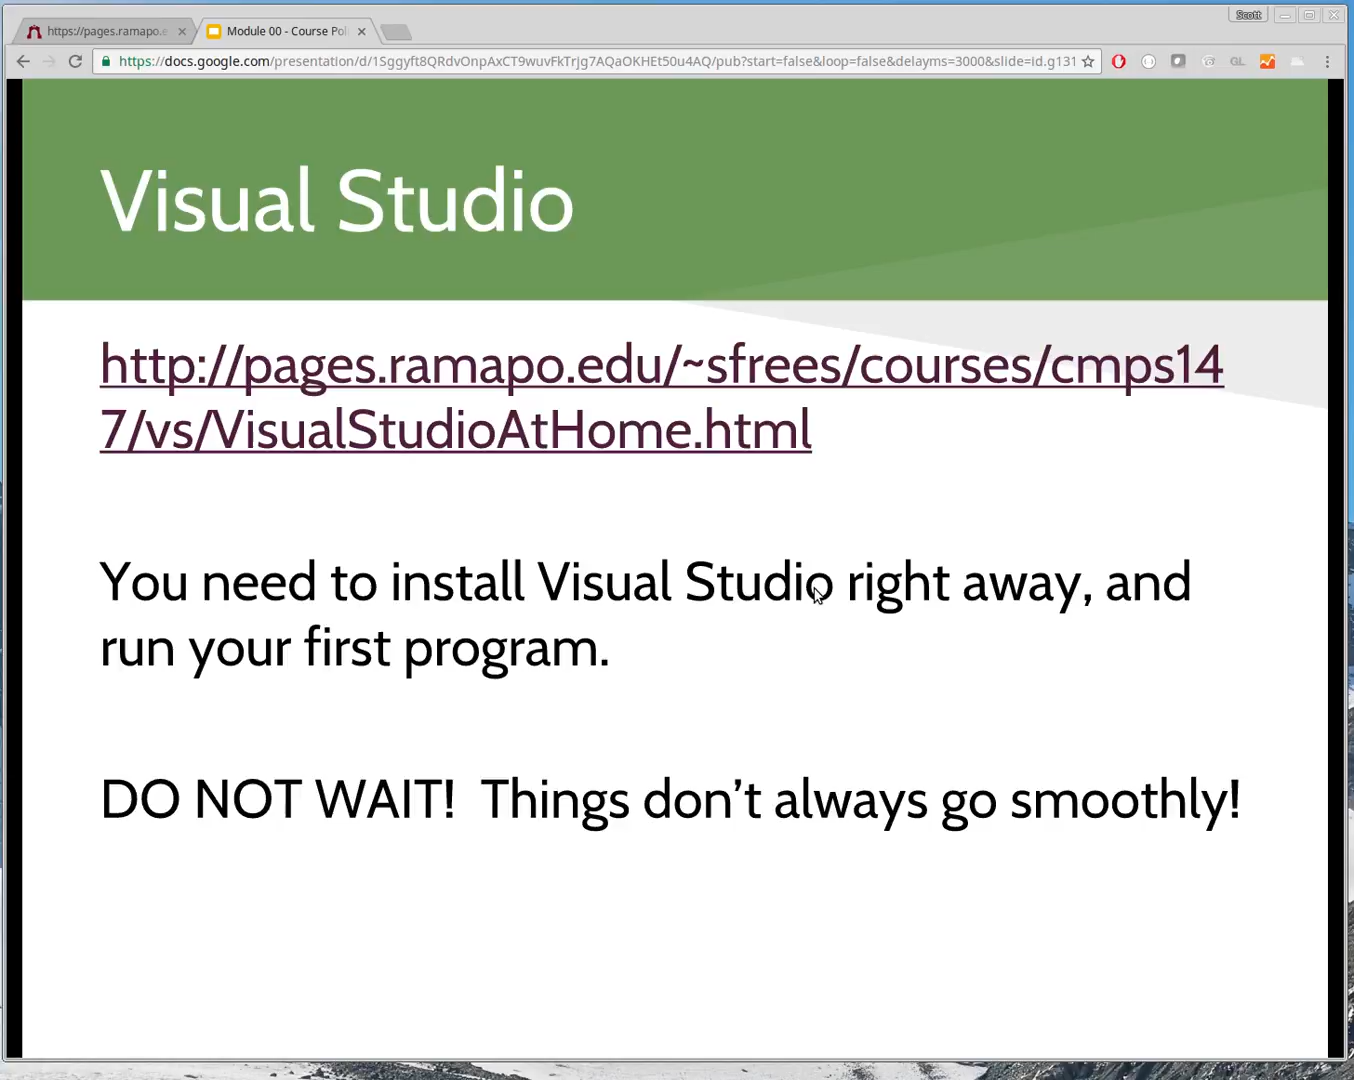 Scott
https://pages.ramapo.e
Module 00 - Course Pol
https://docs.google.com/presentation/d/1Sggyft8QRdvOnpAxCT9wuvFkTrjg7AQaOKHEt50u4AQ/pub?start=false&loop=false&delayms=3000&slide=id.g131
GL
Visual Studio
http://pages.ramapo.edu/~sfrees/courses/cmps14
7/vs/VisualStudioAtHome.html
You need to install Visual Studio right away, and
run your first program.
DO NOT WAIT!  Things don’t always go smoothly!